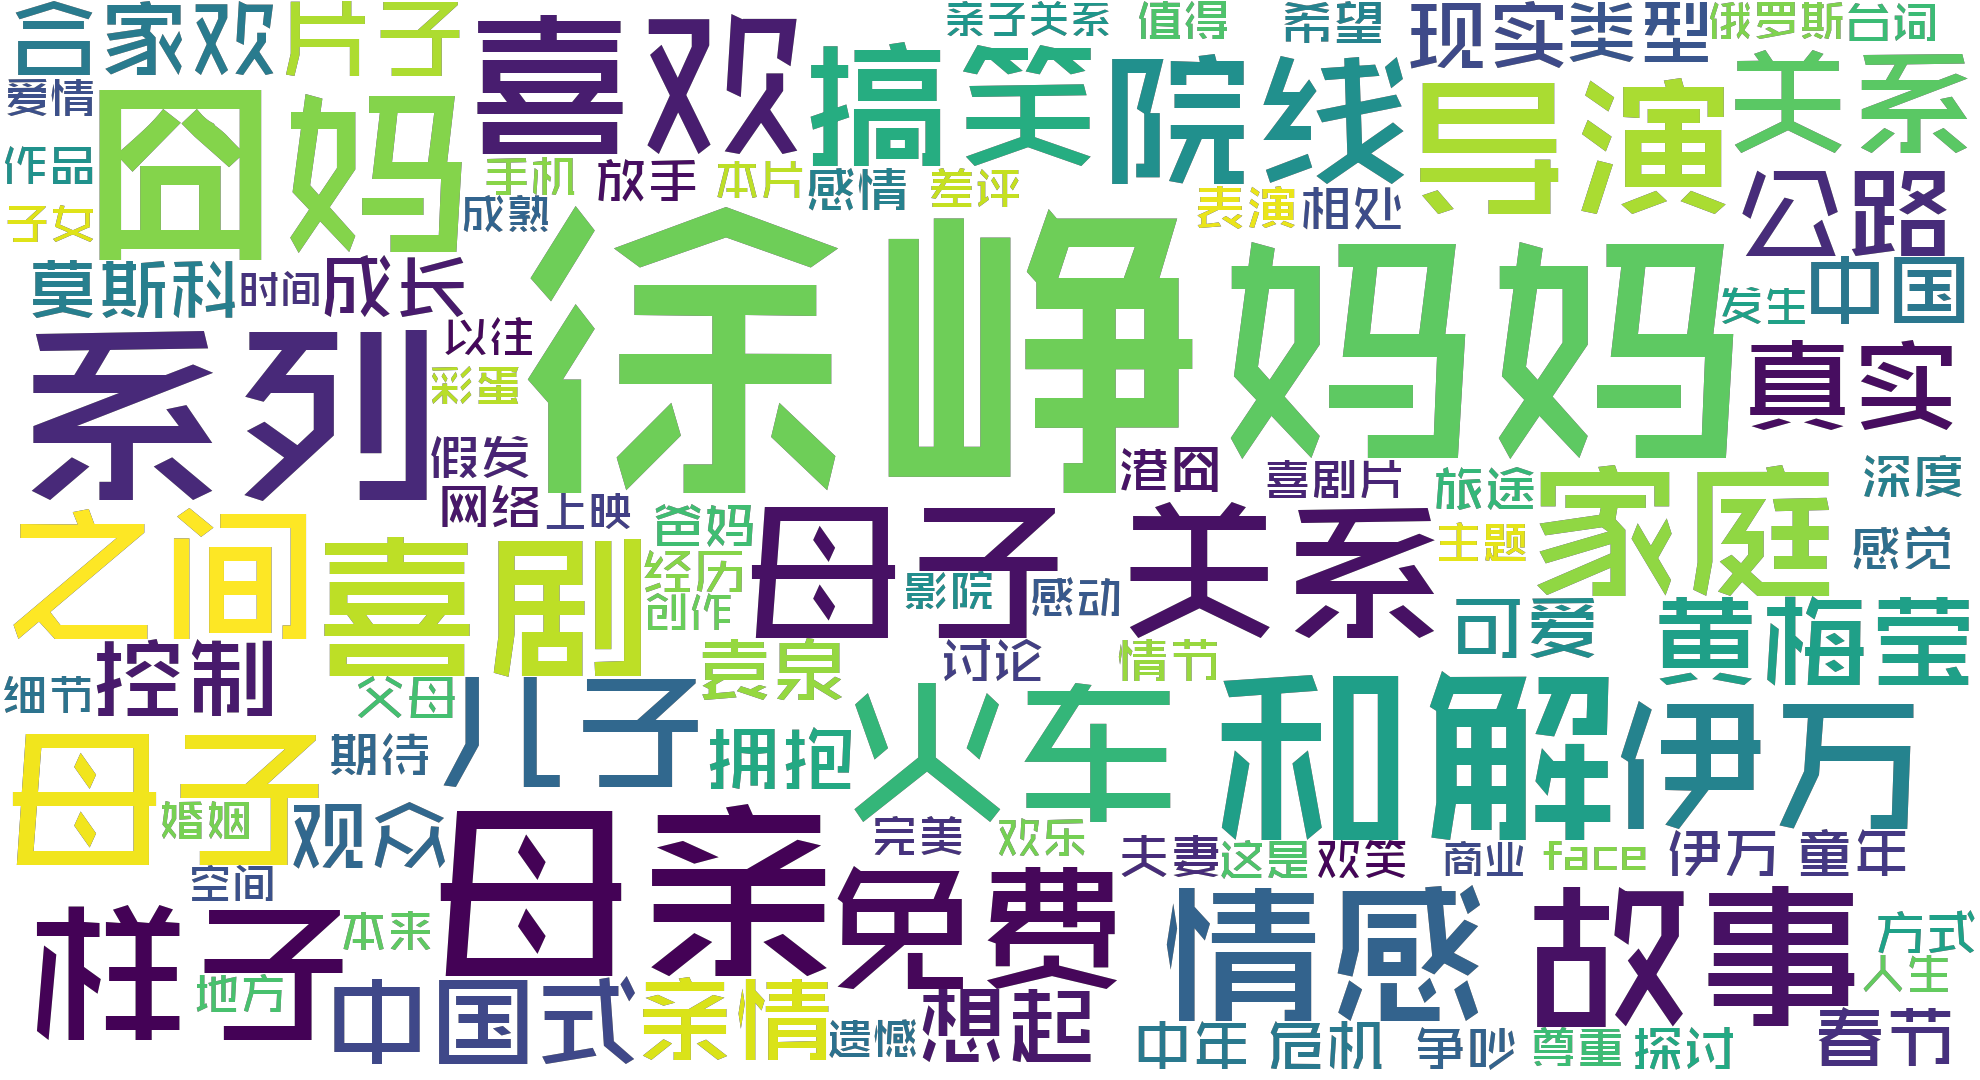 合家欢 片子 喜欢 亲子关系 值得 希望 现实 类型 俄罗斯 台词
爱情 囧妈 搞笑 院线 导演 关系
作品 手机 放手 本片 感情 差评 表演 相处 公路
子女 成熟
莫斯科 时间 成长 徐峥 妈妈 发生 中国
系列 以往 真实
彩蛋
假发 港囧 喜剧片 旅途 家庭 深度
网络 上映 爸妈 母子关系 主题 感觉
之间 喜剧 经历 影院 感动 可爱 黄梅莹
创作
控制 袁泉 讨论 情节
细节 父母 儿子 火车 和解 伊万
母子 期待 拥抱
婚姻 观众 母亲 完美 欢乐 夫妻 这是 欢笑 商业 face 伊万 童年
空间 免费 情感 故事
样子 本来 方式
地方 中国式 亲情 遗憾 想起 人生
中年 危机 争吵 尊重 探讨 春节